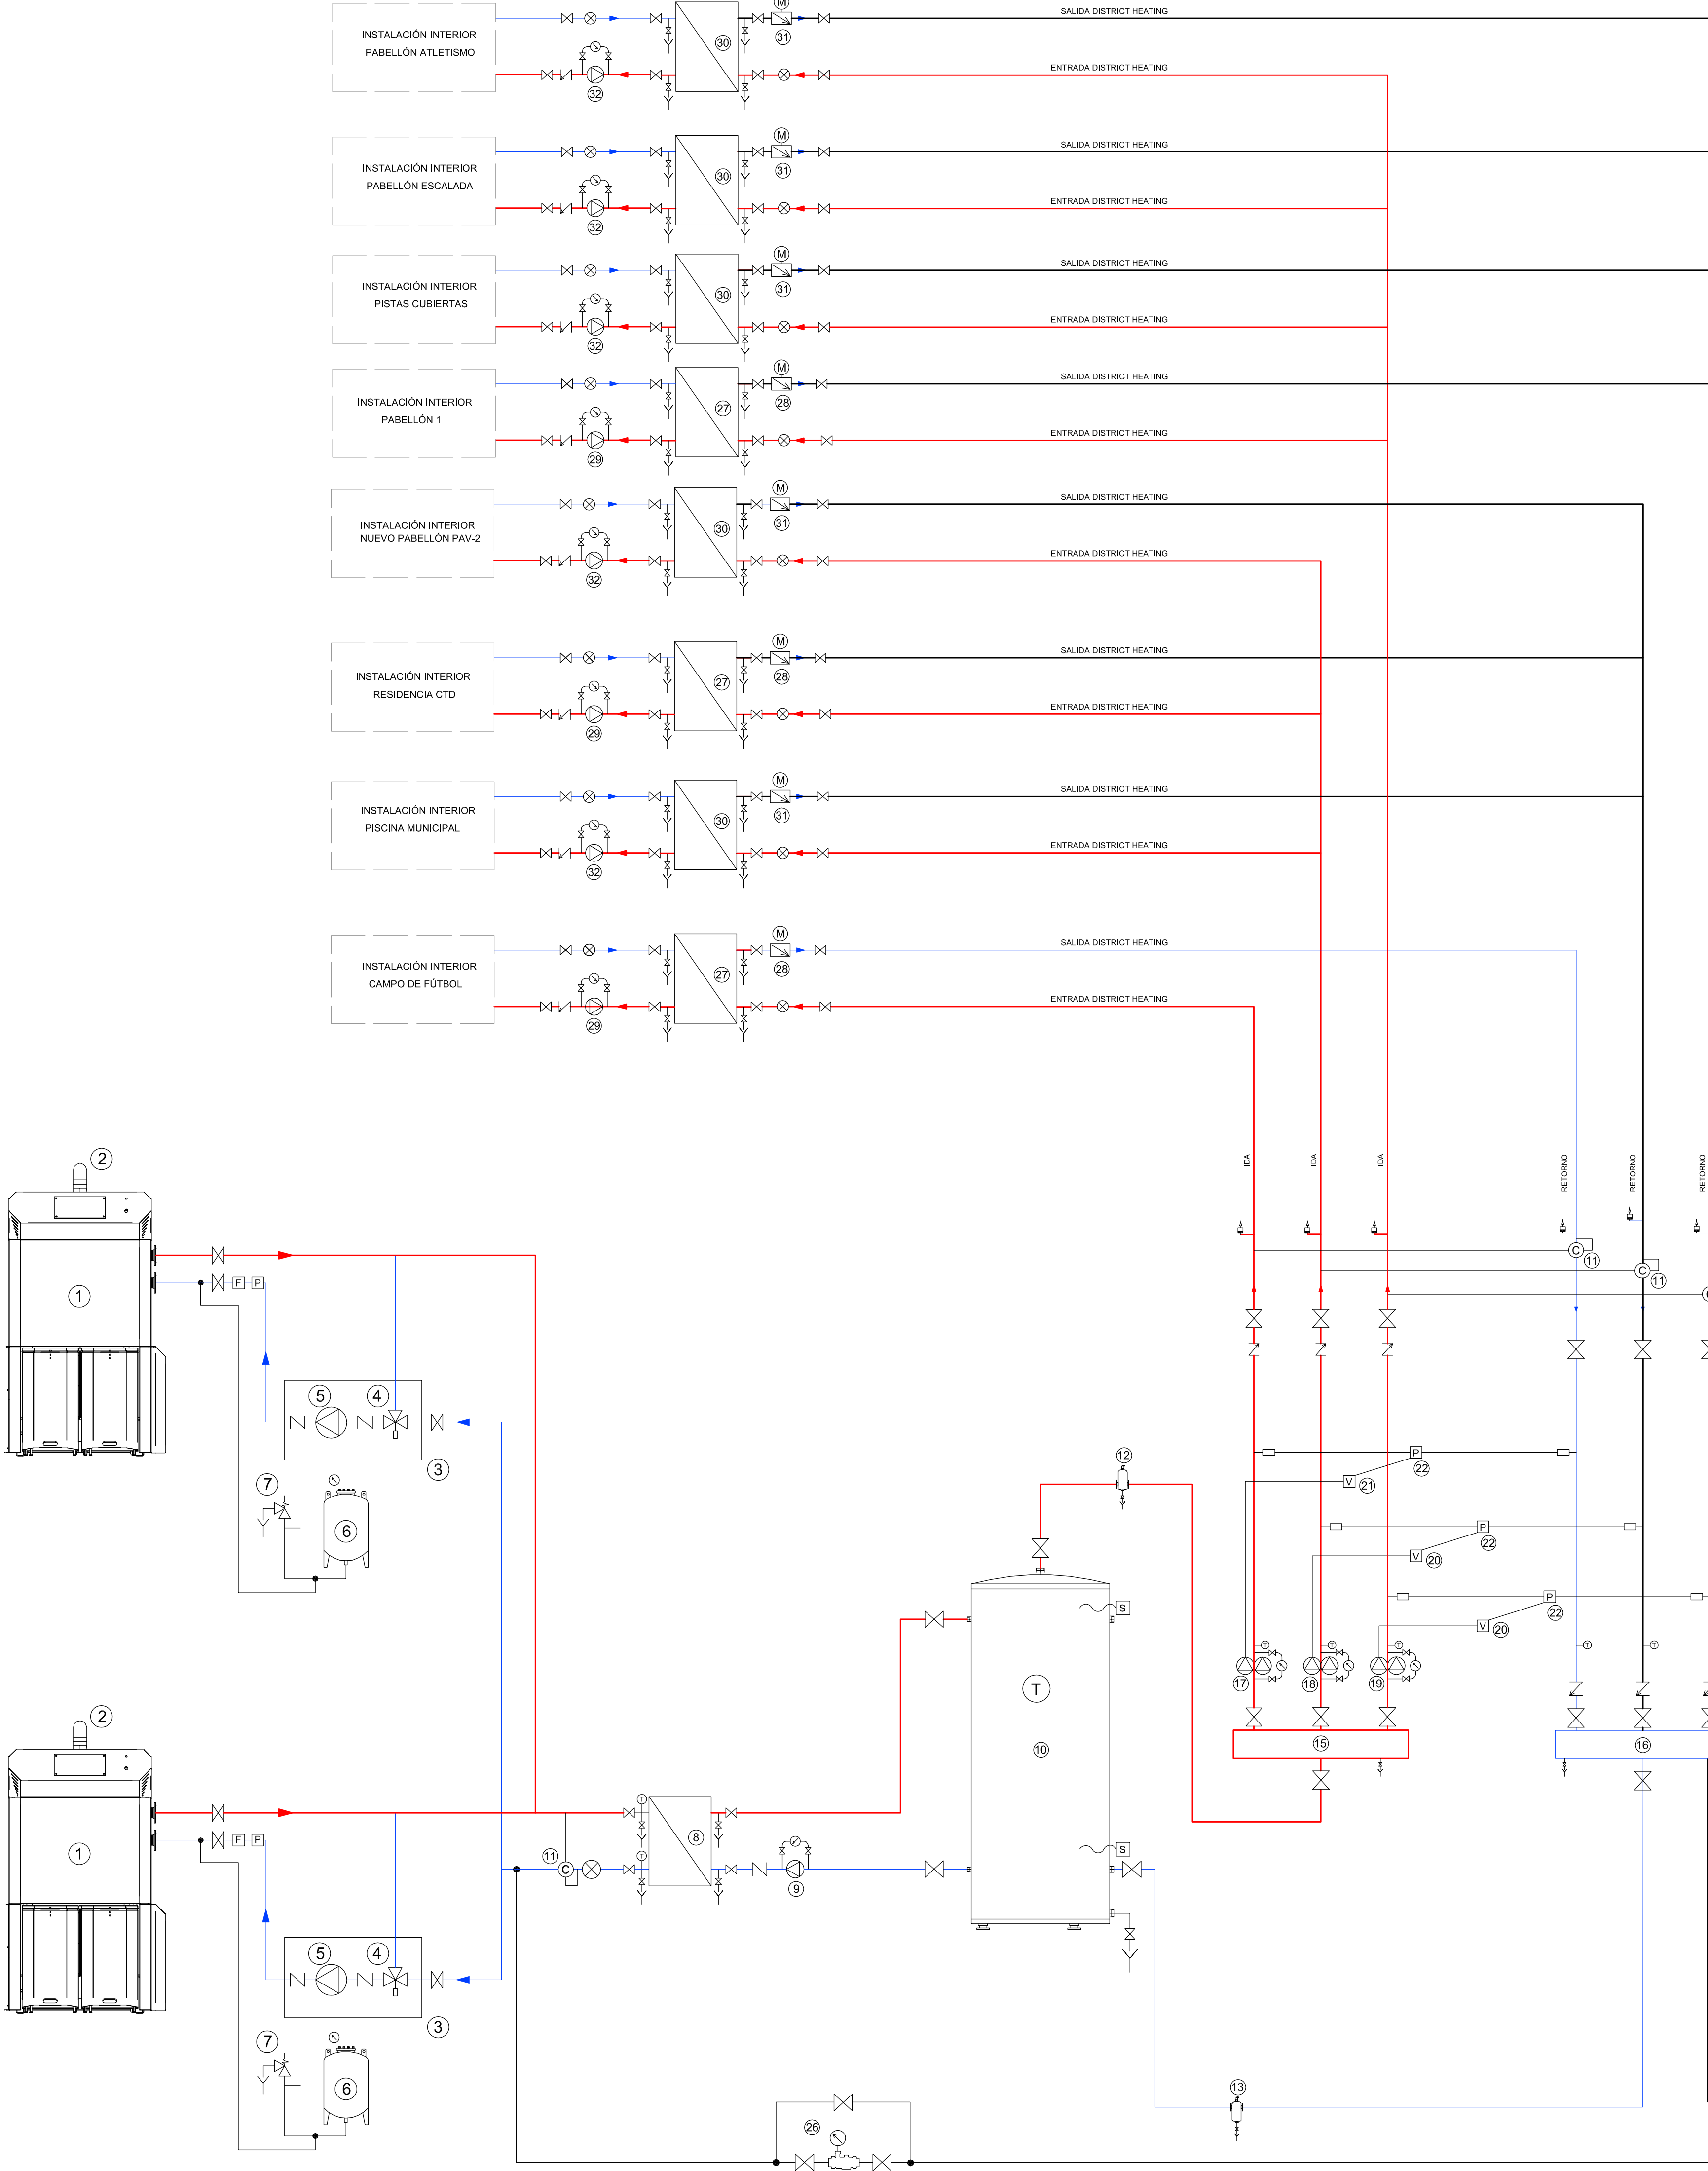 M
SALIDA DISTRICT HEATING
INSTALACIÓN INTERIOR
PABELLÓN ATLETISMO
30
31
ENTRADA DISTRICT HEATING
32
M
SALIDA DISTRICT HEATING
INSTALACIÓN INTERIOR
PABELLÓN ESCALADA
30
31
ENTRADA DISTRICT HEATING
32
M
SALIDA DISTRICT HEATING
INSTALACIÓN INTERIOR
PISTAS CUBIERTAS
30
31
ENTRADA DISTRICT HEATING
32
M
SALIDA DISTRICT HEATING
INSTALACIÓN INTERIOR
PABELLÓN 1
27
28
ENTRADA DISTRICT HEATING
29
M
SALIDA DISTRICT HEATING
INSTALACIÓN INTERIOR
NUEVO PABELLÓN PAV-2
30
31
ENTRADA DISTRICT HEATING
32
M
SALIDA DISTRICT HEATING
INSTALACIÓN INTERIOR
RESIDENCIA CTD
27
28
ENTRADA DISTRICT HEATING
29
M
SALIDA DISTRICT HEATING
INSTALACIÓN INTERIOR
PISCINA MUNICIPAL
30
31
ENTRADA DISTRICT HEATING
32
M
SALIDA DISTRICT HEATING
INSTALACIÓN INTERIOR
CAMPO DE FÚTBOL
27
28
ENTRADA DISTRICT HEATING
29
IDA
IDA
IDA
RETORNO
RETORNO
RETORNO
2
C
11
C
11
1
F P
5
4
3
7
6
12
P
22
V
21
P
22
V
20
P
22
V
20
S
T
T
T
T
T
17
18
19
T
10
15
16
2
1
F P
11
C
T
T
8
9
S
5
4
3
7
6
13
26